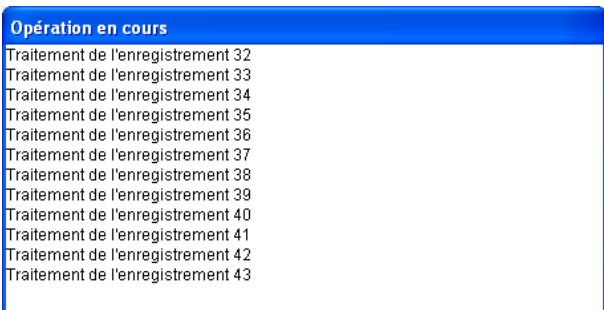 Opération en cours
Traitement de l'enregistrement 32
Traitement de l'enregistrement 33
Traitement de l'enregistrement 34
Traitement de l'enregistrement 35
Traitement de l'enregistrement 36
Traitement de l'enregistrement 37
Traitement de l'enregistrement 38
Traitement de l'enregistrement 39
Traitement de l'enregistrement 40
Traitement de l'enregistrement 41
Traitement de l'enregistrement 42
Traitement de l'enregistrement 43